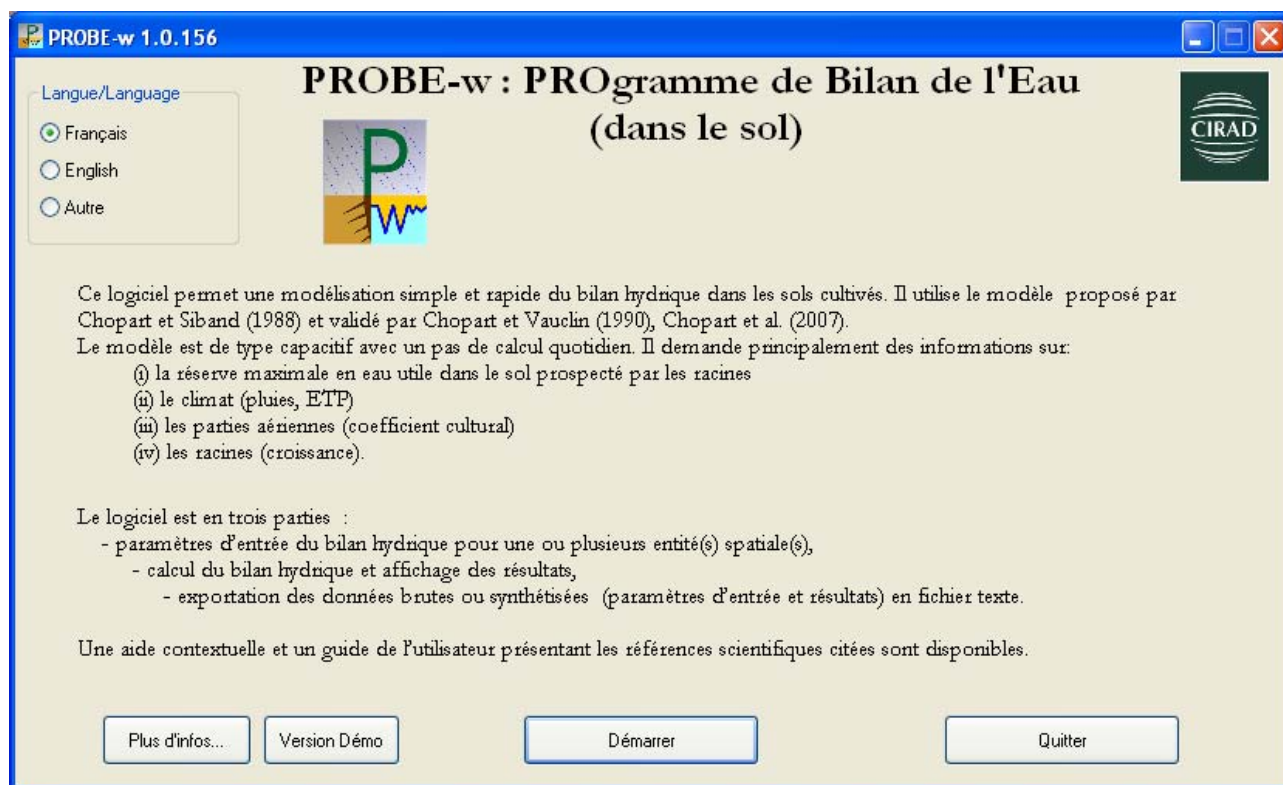 PROBE-w 1.0.156
Langue/Language
Français
English
Autre
PROBE-w : PROgramme de Bilan de l'Eau
(dans le sol)
P
W
CIRAD
Ce logiciel permet une modélisation simple et rapide du bilan hydrique dans les sols cultivés. Il utilise le modèle proposé par
Chopart et Siband (1988) et validé par Chopart et Vauclin (1990), Chopart et al. (2007).
Le modèle est de type capacitif avec un pas de calcul quotidien. Il demande principalement des informations sur:
(i) la réserve maximale en eau utile dans le sol prospecté par les racines
(ii) le climat (pluies, ETP)
(iii) les parties aériennes (coefficient cultural)
(iv) les racines (croissance).
Le logiciel est en trois parties :
- paramètres d'entrée du bilan hydrique pour une ou plusieurs entité(s) spatiale(s),
- calcul du bilan hydrique et affichage des résultats,
- exportation des données brutes ou synthétisées (paramètres d'entrée et résultats) en fichier texte.
Une aide contextuelle et un guide de l'utilisateur présentant les références scientifiques citées sont disponibles.
Plus d'infos...
Version Démo
Démarrer
Quitter